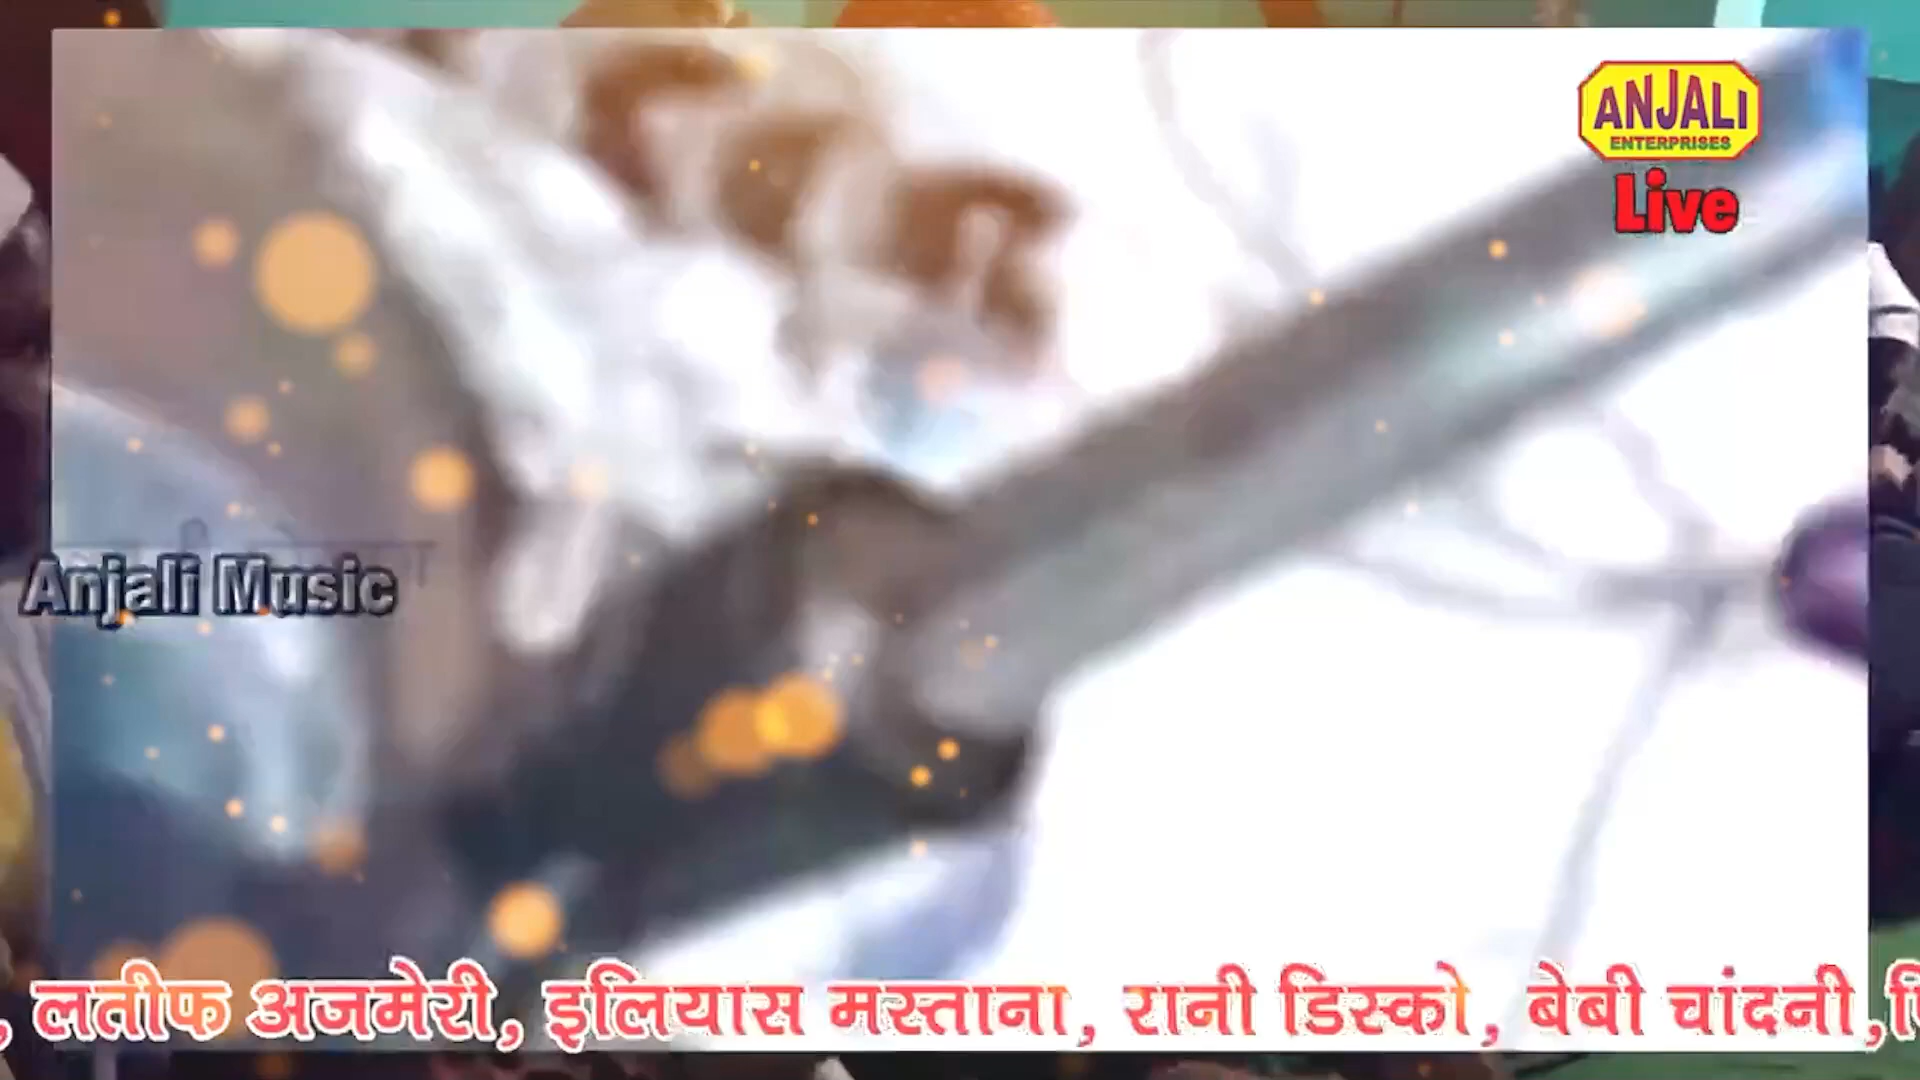 ANJALI
ENTERPRISES
Live
Anjali Music
, लतीफ अजमेरी, इलियास मस्ताना, रानी डिस्को, बेबी चांदनी,